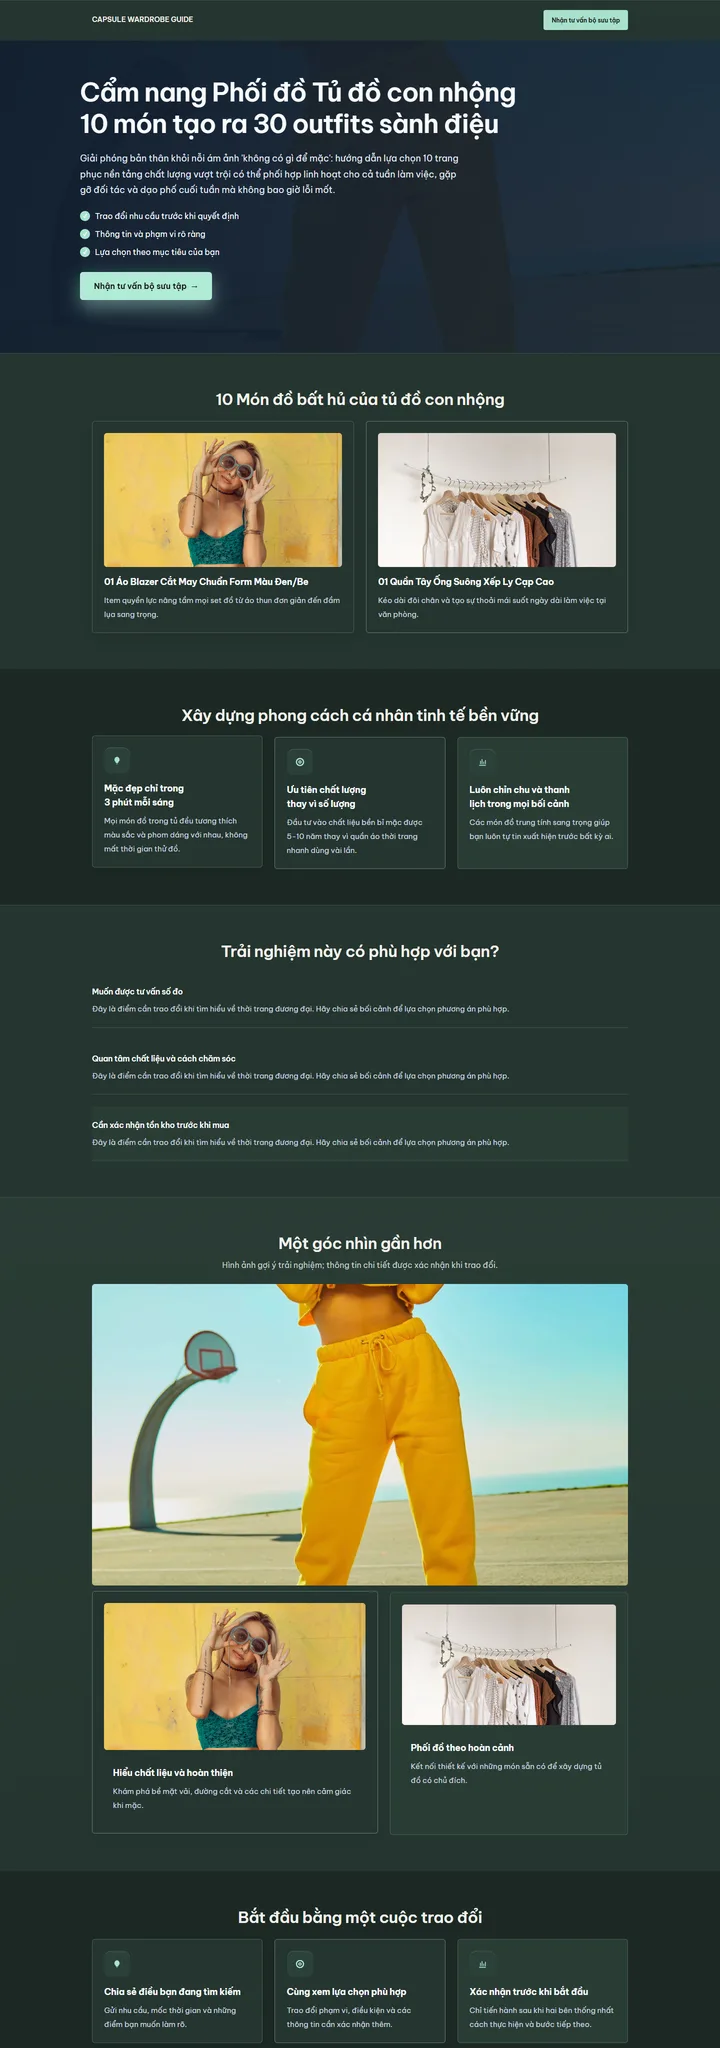 CAPSULE WARDROBE GUIDE
Nhận tư vấn bộ sưu tập
Cẩm nang Phối đồ Tủ đồ con nhộng
10 món tạo ra 30 outfits sành điệu
Giải phóng bản thân khỏi nỗi ám ảnh 'không có gì để mặc': hướng dẫn lựa chọn 10 trang
phục nền tảng chất lượng vượt trội có thể phối hợp linh hoạt cho cả tuần làm việc, gặp
gỡ đối tác và dạo phố cuối tuần mà không bao giờ lỗi mốt.
Trao đổi nhu cầu trước khi quyết định
Thông tin và phạm vi rõ ràng
Lựa chọn theo mục tiêu của bạn
Nhận tư vấn bộ sưu tập →
10 Món đồ bất hủ của tủ đồ con nhộng
01 Áo Blazer Cắt May Chuẩn Form Màu Đen/Be
Item quyền lực nâng tầm mọi set đồ từ áo thun đơn giản đến đầm
lụa sang trọng.
01 Quần Tây Ống Suông Xếp Ly Cạp Cao
Kéo dài đôi chân và tạo sự thoải mái suốt ngày dài làm việc tại
văn phòng.
Xây dựng phong cách cá nhân tinh tế bền vững
Mặc đẹp chỉ trong
3 phút mỗi sáng
Mọi món đồ trong tủ đều tương thích
màu sắc và phom dáng với nhau, không
mất thời gian thử đồ.
Ưu tiên chất lượng
thay vì số lượng
Đầu tư vào chất liệu bền bỉ mặc được
5-10 năm thay vì quần áo thời trang
nhanh dùng vài lần.
Luôn chỉn chu và thanh
lịch trong mọi bối cảnh
Các món đồ trung tính sang trọng giúp
bạn luôn tự tin xuất hiện trước bất kỳ ai.
Trải nghiệm này có phù hợp với bạn?
Muốn được tư vấn số đo
Đây là điểm cần trao đổi khi tìm hiểu về thời trang đương đại. Hãy chia sẻ bối cảnh để lựa chọn phương án phù hợp.
Quan tâm chất liệu và cách chăm sóc
Đây là điểm cần trao đổi khi tìm hiểu về thời trang đương đại. Hãy chia sẻ bối cảnh để lựa chọn phương án phù hợp.
Cần xác nhận tồn kho trước khi mua
Đây là điểm cần trao đổi khi tìm hiểu về thời trang đương đại. Hãy chia sẻ bối cảnh để lựa chọn phương án phù hợp.
Một góc nhìn gần hơn
Hình ảnh gợi ý trải nghiệm; thông tin chi tiết được xác nhận khi trao đổi.
Hiểu chất liệu và hoàn thiện
Khám phá bề mặt vải, đường cắt và các chi tiết tạo nên cảm giác
khi mặc.
Phối đồ theo hoàn cảnh
Kết nối thiết kế với những món sẵn có để xây dựng tủ
đồ có chủ đích.
Bắt đầu bằng một cuộc trao đổi
Chia sẻ điều bạn đang tìm kiếm
Gửi nhu cầu, mốc thời gian và những
điểm bạn muốn làm rõ.
Cùng xem lựa chọn phù hợp
Trao đổi phạm vi, điều kiện và các
thông tin cần xác nhận thêm.
Xác nhận trước khi bắt đầu
Chỉ tiến hành sau khi hai bên thống nhất
cách thực hiện và bước tiếp theo.